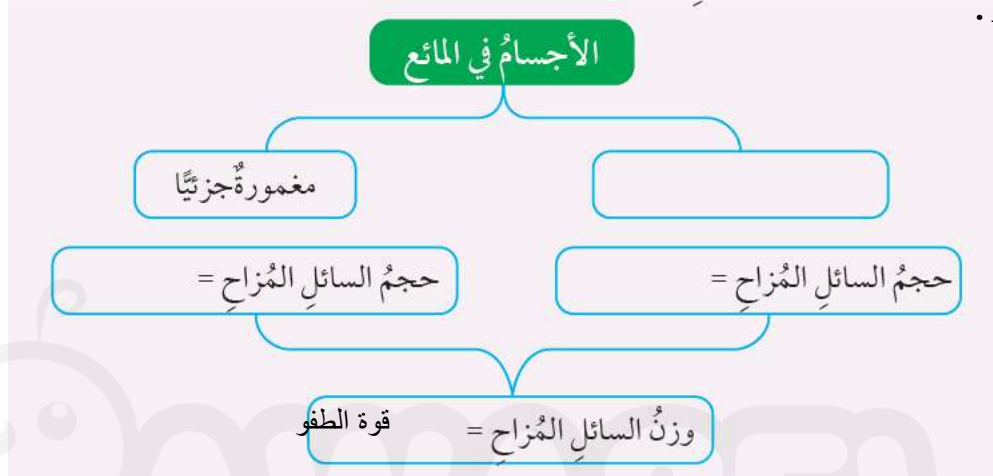 الأجسامُ في المائع
مغمورةٌ جزئيًّا
حجمُ السائلِ المُزاحِ =
حجمُ السائلِ المُزاحِ =
وزنُ السائلِ المُزاحِ = قوة الطفو